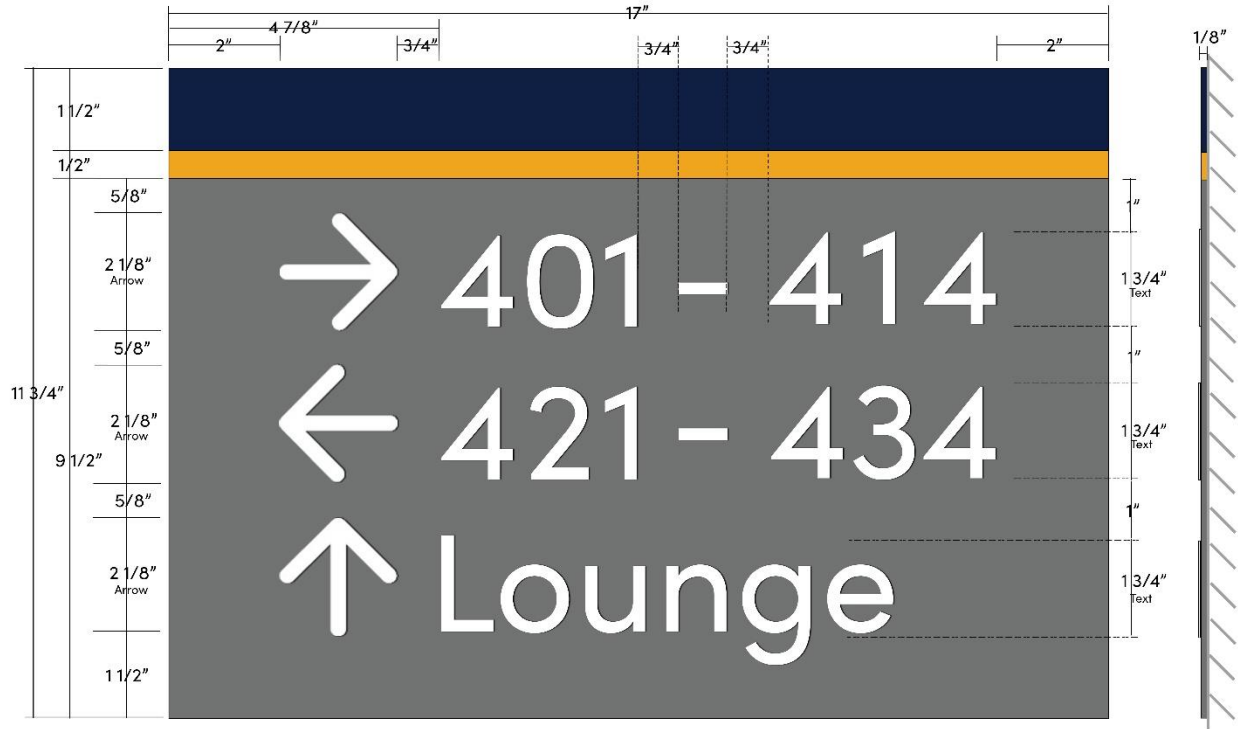 17"
4 7/8"
2" 3/4" 3/4" 3/4" 2" 1/8"
1 1/2"
1/2"
5/8" 1"
→ 401 - 414
2 1/8" 1 3/4"
Arrow Text
5/8" 1"
11 3/4"
← 421 - 434
2 1/8" 1 3/4"
Arrow Text
9 1/2"
5/8" 1"
↑ Lounge
2 1/8" 1 3/4"
Arrow Text
1 1/2"